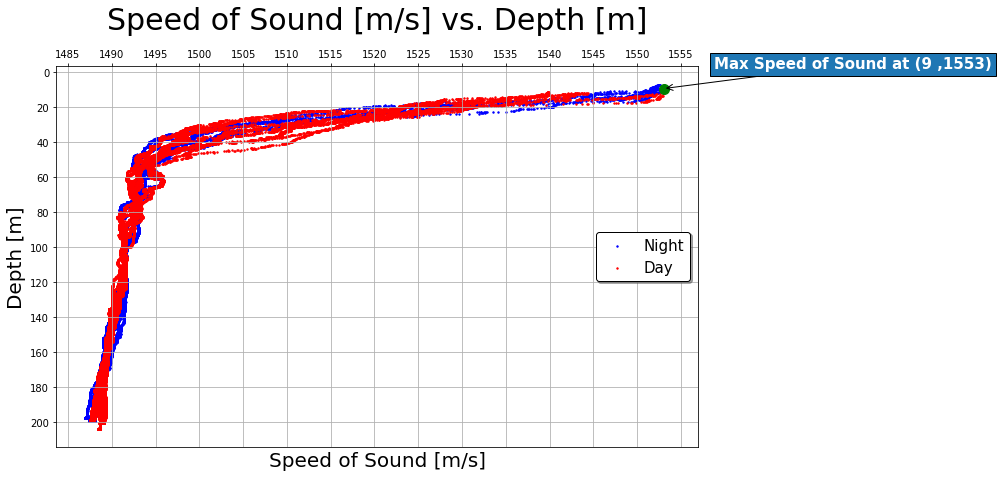 Speed of Sound [m/s] vs. Depth [m]
1485 1490 1495 1500 1505 1510 1515 1520 1525 1530 1535 1540 1545 1550 1555
Max Speed of Sound at (9 ,1553)
0
20
40
60
80
100
120
140
160
180
200
Depth [m]
Night
Day
Speed of Sound [m/s]